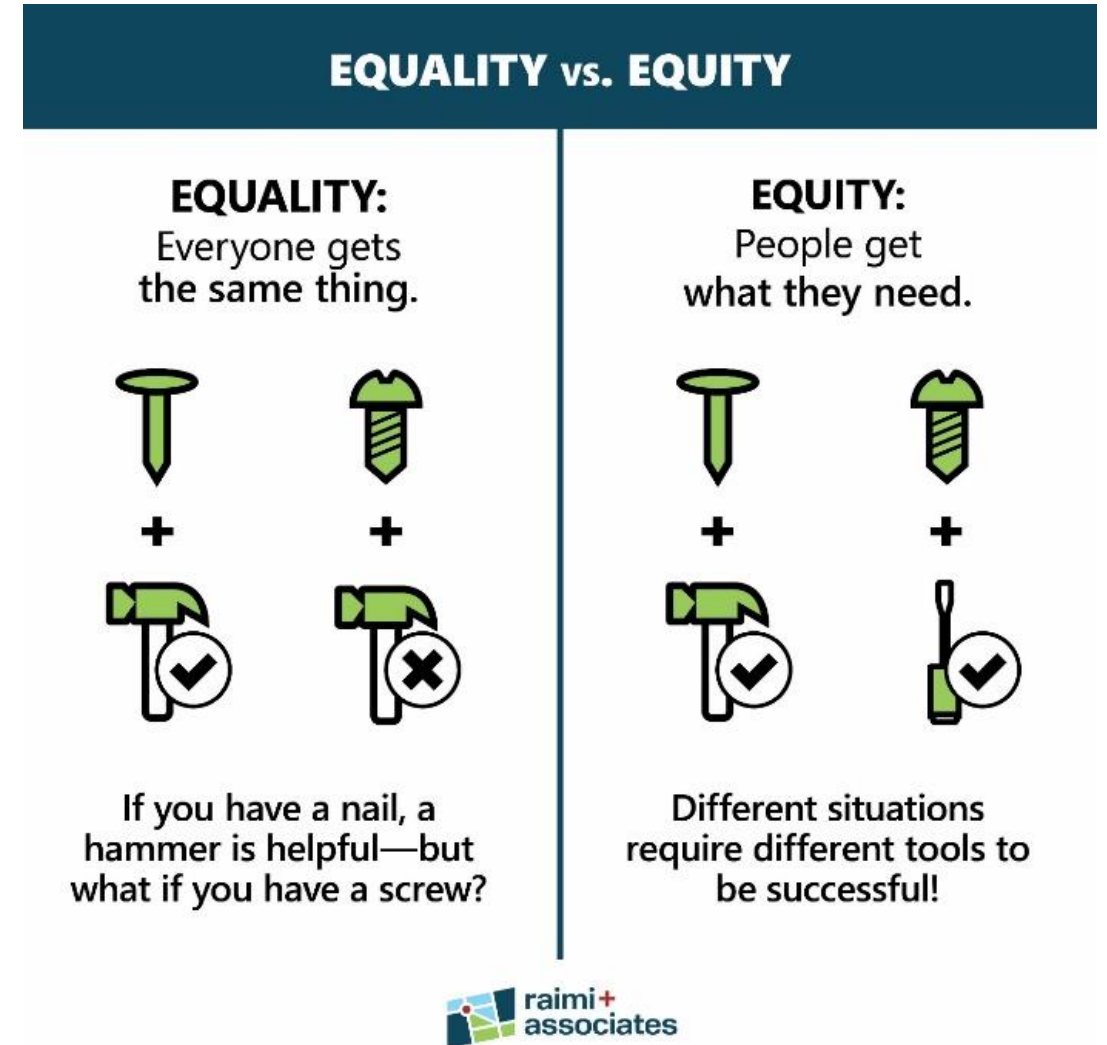 EQUALITY vs. EQUITY
EQUALITY:
Everyone gets
the same thing.
If you have a nail, a
hammer is helpful—but
what if you have a screw?
EQUITY:
People get
what they need.
Different situations
require different tools to
be successful!
raimi+
associates